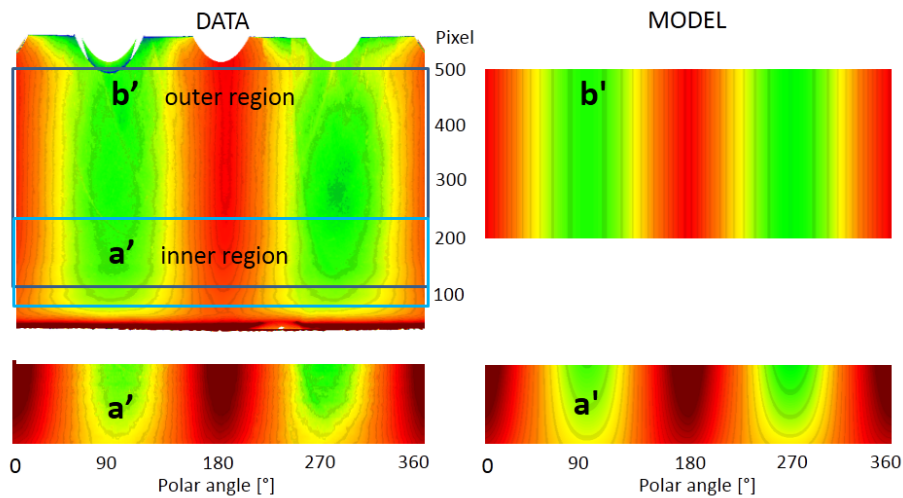 DATA
MODEL
Pixel
500
b’ outer region
b'
400
300
200
a’ inner region
100
a’
a'
0 90 180 270 360
0 90 180 270 360
Polar angle [°]
Polar angle [°]